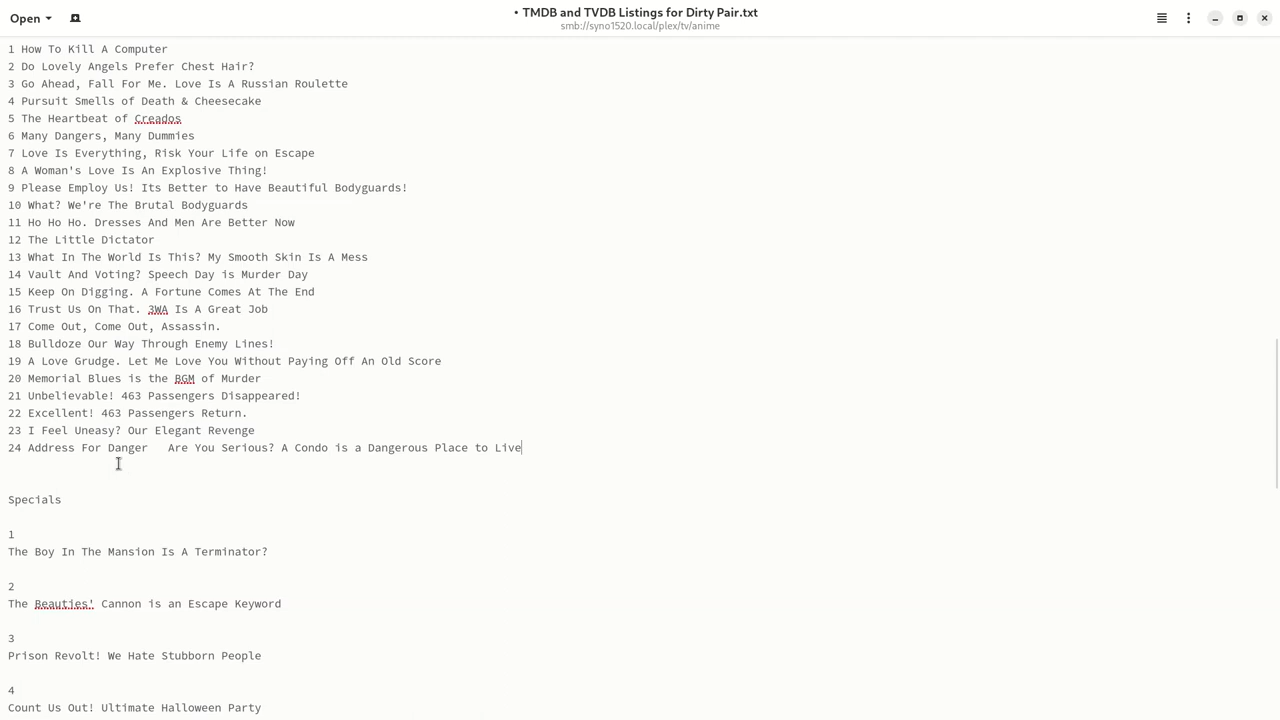 Open
• TMDB and TVDB Listings for Dirty Pair.txt
smb://syno1520.local/plex/tv/anime
1 How To Kill A Computer
2 Do Lovely Angels Prefer Chest Hair?
3 Go Ahead, Fall For Me. Love Is A Russian Roulette
4 Pursuit Smells of Death & Cheesecake
5 The Heartbeat of Creados
6 Many Dangers, Many Dummies
7 Love Is Everything, Risk Your Life on Escape
8 A Woman's Love Is An Explosive Thing!
9 Please Employ Us! Its Better to Have Beautiful Bodyguards!
10 What? We're The Brutal Bodyguards
11 Ho Ho Ho. Dresses And Men Are Better Now
12 The Little Dictator
13 What In The World Is This? My Smooth Skin Is A Mess
14 Vault And Voting? Speech Day is Murder Day
15 Keep On Digging. A Fortune Comes At The End
16 Trust Us On That. 3WA Is A Great Job
17 Come Out, Come Out, Assassin.
18 Bulldoze Our Way Through Enemy Lines!
19 A Love Grudge. Let Me Love You Without Paying Off An Old Score
20 Memorial Blues is the BGM of Murder
21 Unbelievable! 463 Passengers Disappeared!
22 Excellent! 463 Passengers Return.
23 I Feel Uneasy? Our Elegant Revenge
24 Address For Danger   Are You Serious? A Condo is a Dangerous Place to Live
Specials
1
The Boy In The Mansion Is A Terminator?
2
The Beauties' Cannon is an Escape Keyword
3
Prison Revolt! We Hate Stubborn People
4
Count Us Out! Ultimate Halloween Party